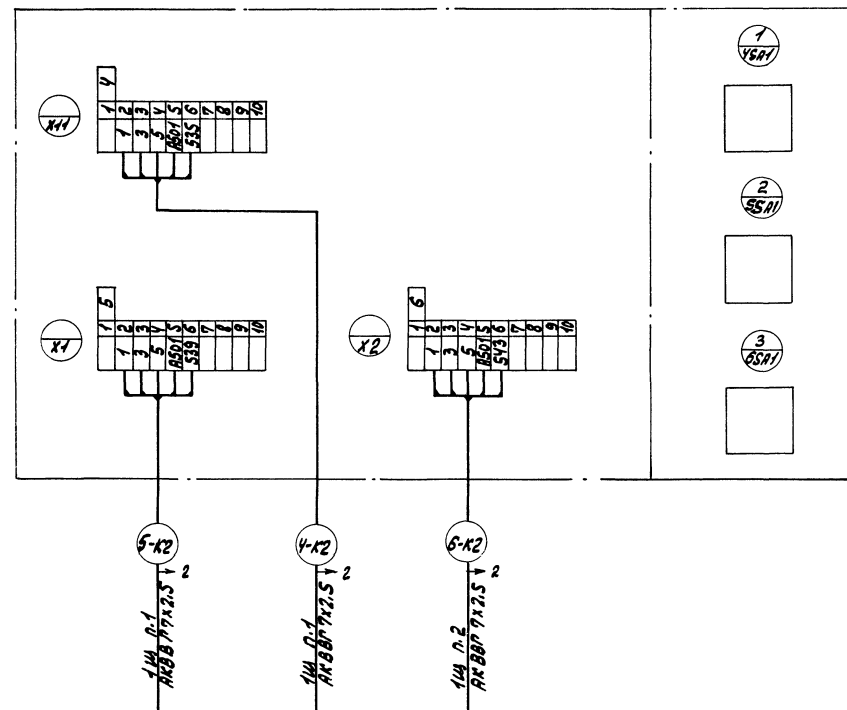 1
4SA1
4
X11
1 2 3 4 5 6 7 8 9 10
1 3 5 A501 535
2
5SA1
5
X1
1 2 3 4 5 6 7 8 9 10
1 3 5 A501 539
6
X2
1 2 3 4 5 6 7 8 9 10
1 3 5 A501 543
3
6SA1
5-К2
4-К2
6-К2
2
2
2
1Щ п.1
АКВВГ 7х2,5
1Щ п.1
АКВВГ 7х2,5
1Щ п.2
АКВВГ 7х2,5